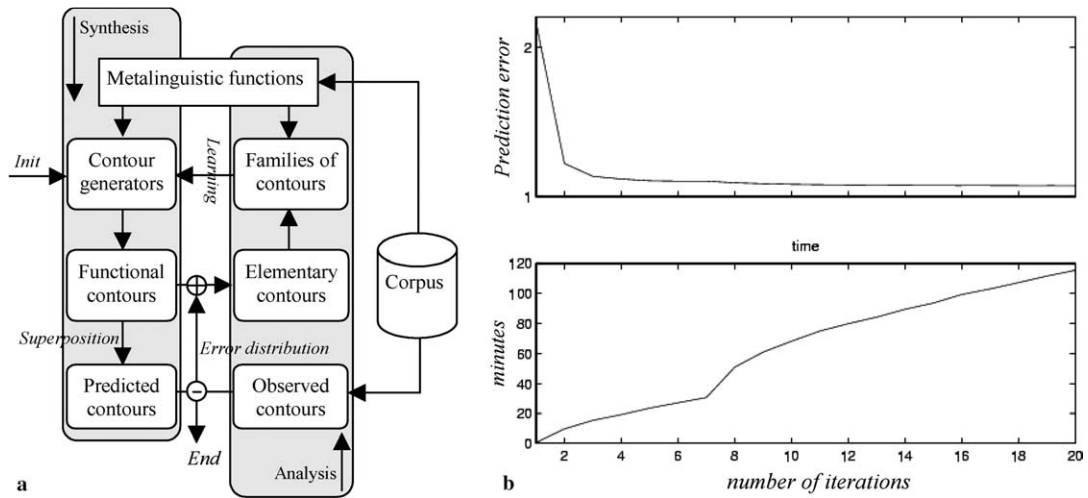 Synthesis
Metalinguistic functions
Init
Contour
generators
Learning
Families of
contours
Functional
contours
Elementary
contours
Corpus
Superposition
Error distribution
Predicted
contours
Observed
contours
End
Analysis
a
Prediction error
2
1
time
minutes
120
100
80
60
40
20
0
2 4 6 8 10 12 14 16 18 20
number of iterations
b